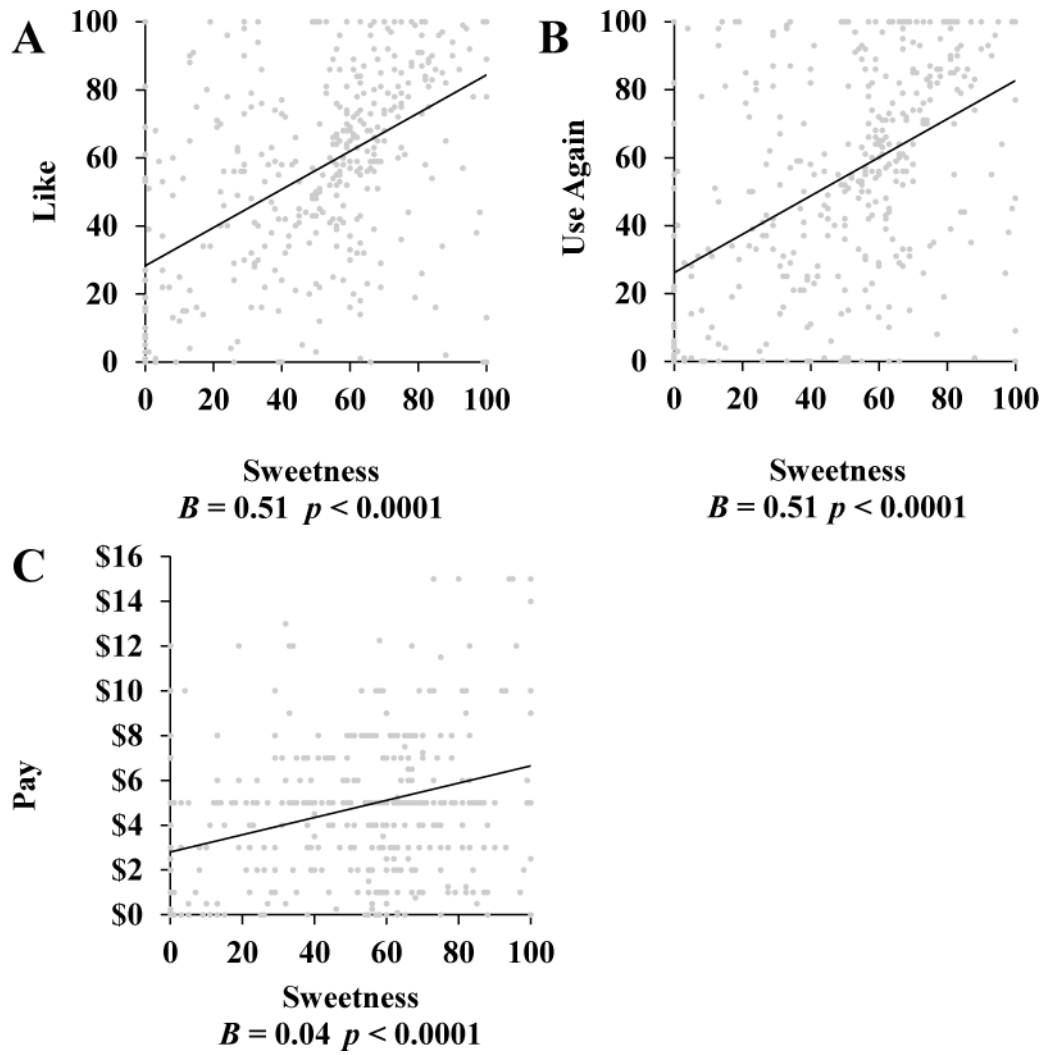 A
Like
100
80
60
40
20
0
0 20 40 60 80 100
Sweetness
B = 0.51 p < 0.0001
B
Use Again
100
80
60
40
20
0
0 20 40 60 80 100
Sweetness
B = 0.51 p < 0.0001
C
Pay
$16
$14
$12
$10
$8
$6
$4
$2
$0
0 20 40 60 80 100
Sweetness
B = 0.04 p < 0.0001